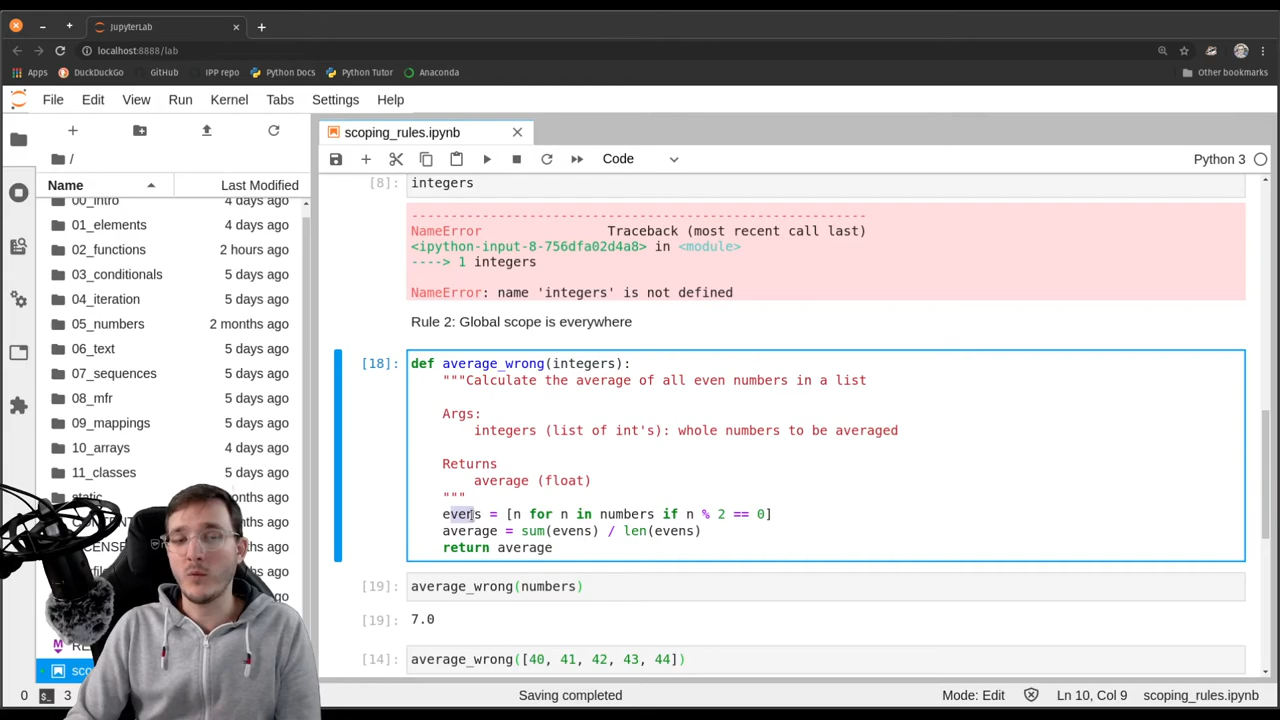 JupyterLab
localhost:8888/lab
Apps DuckDuckGo GitHub IPP repo Python Docs Python Tutor Anaconda Other bookmarks
File Edit View Run Kernel Tabs Settings Help
scoping_rules.ipynb
Code Python 3
/
Name Last Modified
00_intro 4 days ago
01_elements 4 days ago
02_functions 2 hours ago
03_conditionals 5 days ago
04_iteration 5 days ago
05_numbers 2 months ago
06_text 5 days ago
07_sequences 5 days ago
08_mfr 5 days ago
09_mappings 5 days ago
10_arrays 4 days ago
11_classes 5 days ago
static months ago
days ago
days ago
[8]: integers
NameError Traceback (most recent call last)
<ipython-input-8-756dfa02d4a8> in <module>
----> 1 integers
NameError: name 'integers' is not defined
Rule 2: Global scope is everywhere
[18]: def average_wrong(integers):
"""Calculate the average of all even numbers in a list
Args:
integers (list of int's): whole numbers to be averaged
Returns
average (float)
"""
evens = [n for n in numbers if n % 2 == 0]
average = sum(evens) / len(evens)
return average
[19]: average_wrong(numbers)
[19]: 7.0
[14]: average_wrong([40, 41, 42, 43, 44])
0 3 Saving completed Mode: Edit Ln 10, Col 9 scoping_rules.ipynb